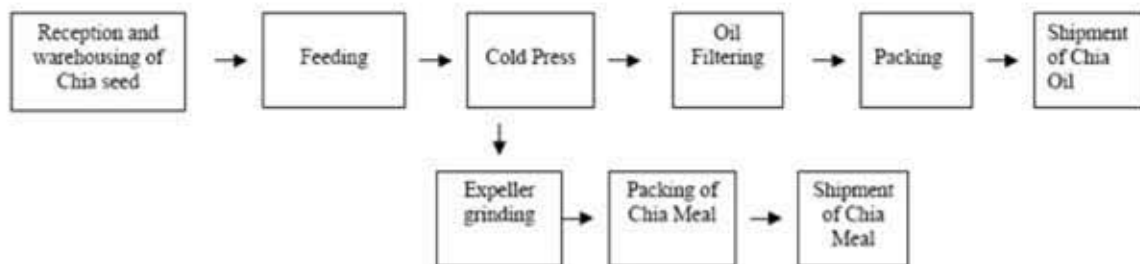 Reception and
warehousing of
Chia seed
Feeding
Cold Press
Oil
Filtering
Packing
Shipment
of Chia
Oil
Expeller
grinding
Packing of
Chia Meal
Shipment
of Chia
Meal